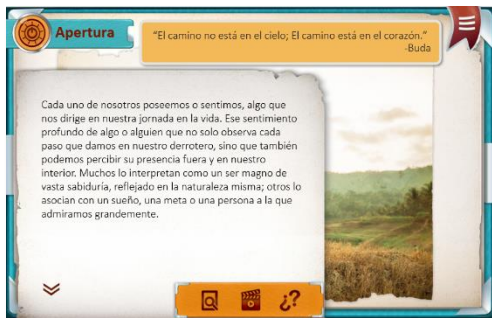 Apertura
“El camino no está en el cielo; El camino está en el corazón.”
-Buda
Cada uno de nosotros poseemos o sentimos, algo que
nos dirige en nuestra jornada en la vida. Ese sentimiento
profundo de algo o alguien que no solo observa cada
paso que damos en nuestro derrotero, sino que también
podemos percibir su presencia fuera y en nuestro
interior. Muchos lo interpretan como un ser magno de
vasta sabiduría, reflejado en la naturaleza misma; otros lo
asocian con un sueño, una meta o una persona a la que
admiramos grandemente.
¿?